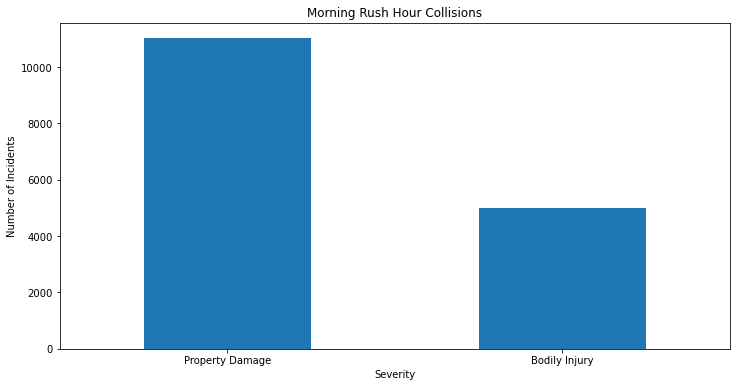 Morning Rush Hour Collisions
Number of Incidents
10000
8000
6000
4000
2000
0
Property Damage
Bodily Injury
Severity